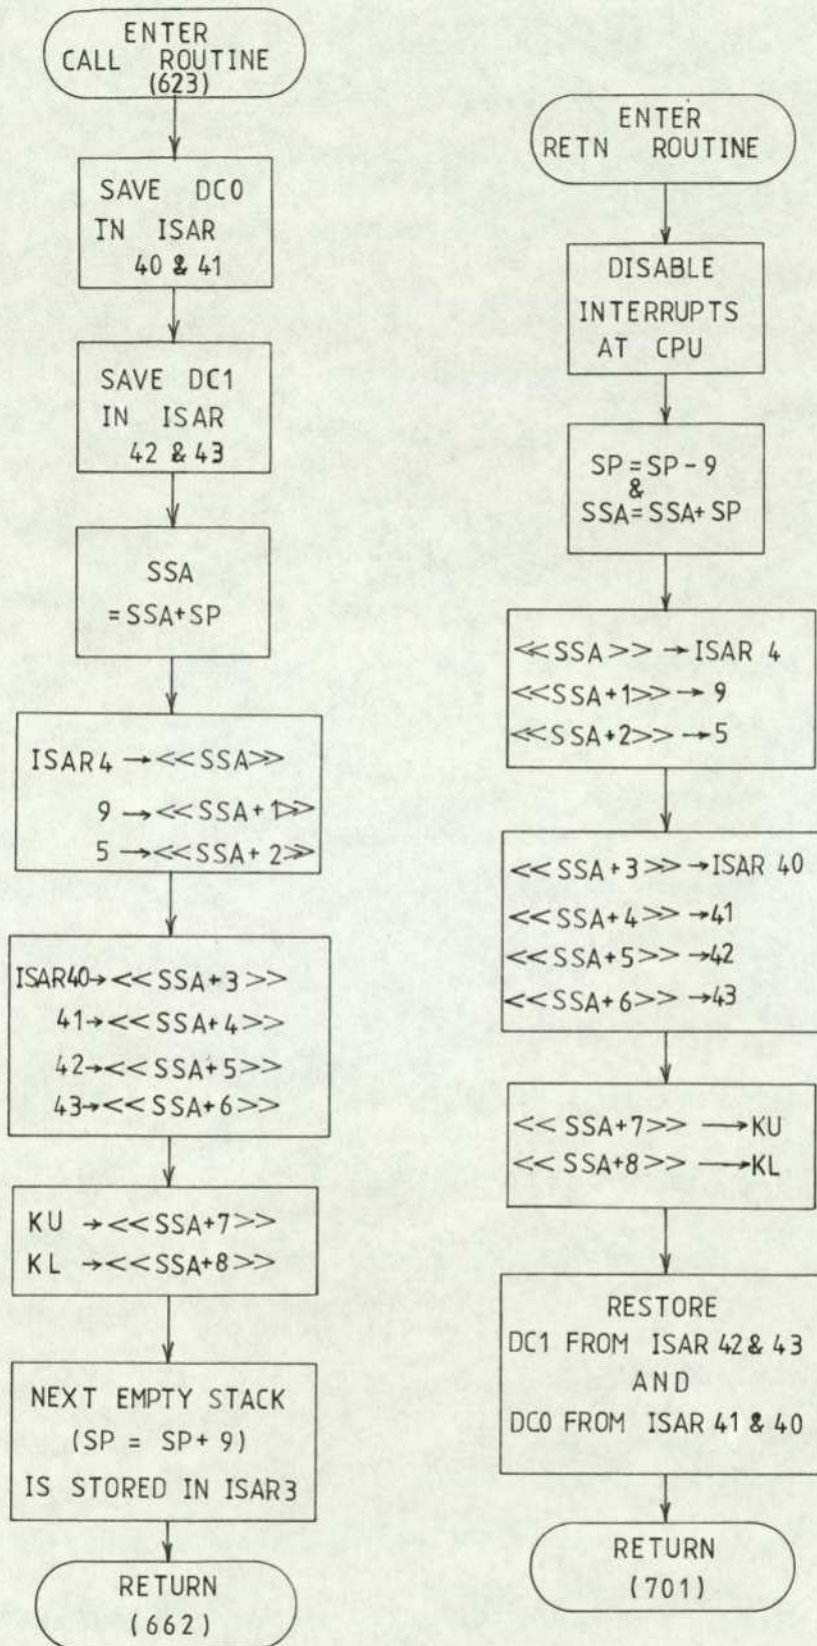 ENTER
CALL ROUTINE
(623)
SAVE DC0
IN ISAR
40 & 41
SAVE DC1
IN ISAR
42 & 43
SSA
=SSA+SP
ISAR4 →<<SSA>>
9 →<<SSA+1>>
5 →<<SSA+2>>
ISAR40→<<SSA+3>>
41→<<SSA+4>>
42→<<SSA+5>>
43→<<SSA+6>>
KU →<<SSA+7>>
KL →<<SSA+8>>
NEXT EMPTY STACK
(SP = SP+ 9)
IS STORED IN ISAR3
RETURN
(662)
ENTER
RETN ROUTINE
DISABLE
INTERRUPTS
AT CPU
SP=SP-9
&
SSA=SSA+SP
<<SSA>> →ISAR 4
<<SSA+1>>→ 9
<<SSA+2>> →5
<<SSA+3>> →ISAR 40
<<SSA+4>> →41
<<SSA+5>> →42
<<SSA+6>> →43
<<SSA+7>> →KU
<<SSA+8>> →KL
RESTORE
DC1 FROM ISAR 42 & 43
AND
DC0 FROM ISAR 41 & 40
RETURN
(701)